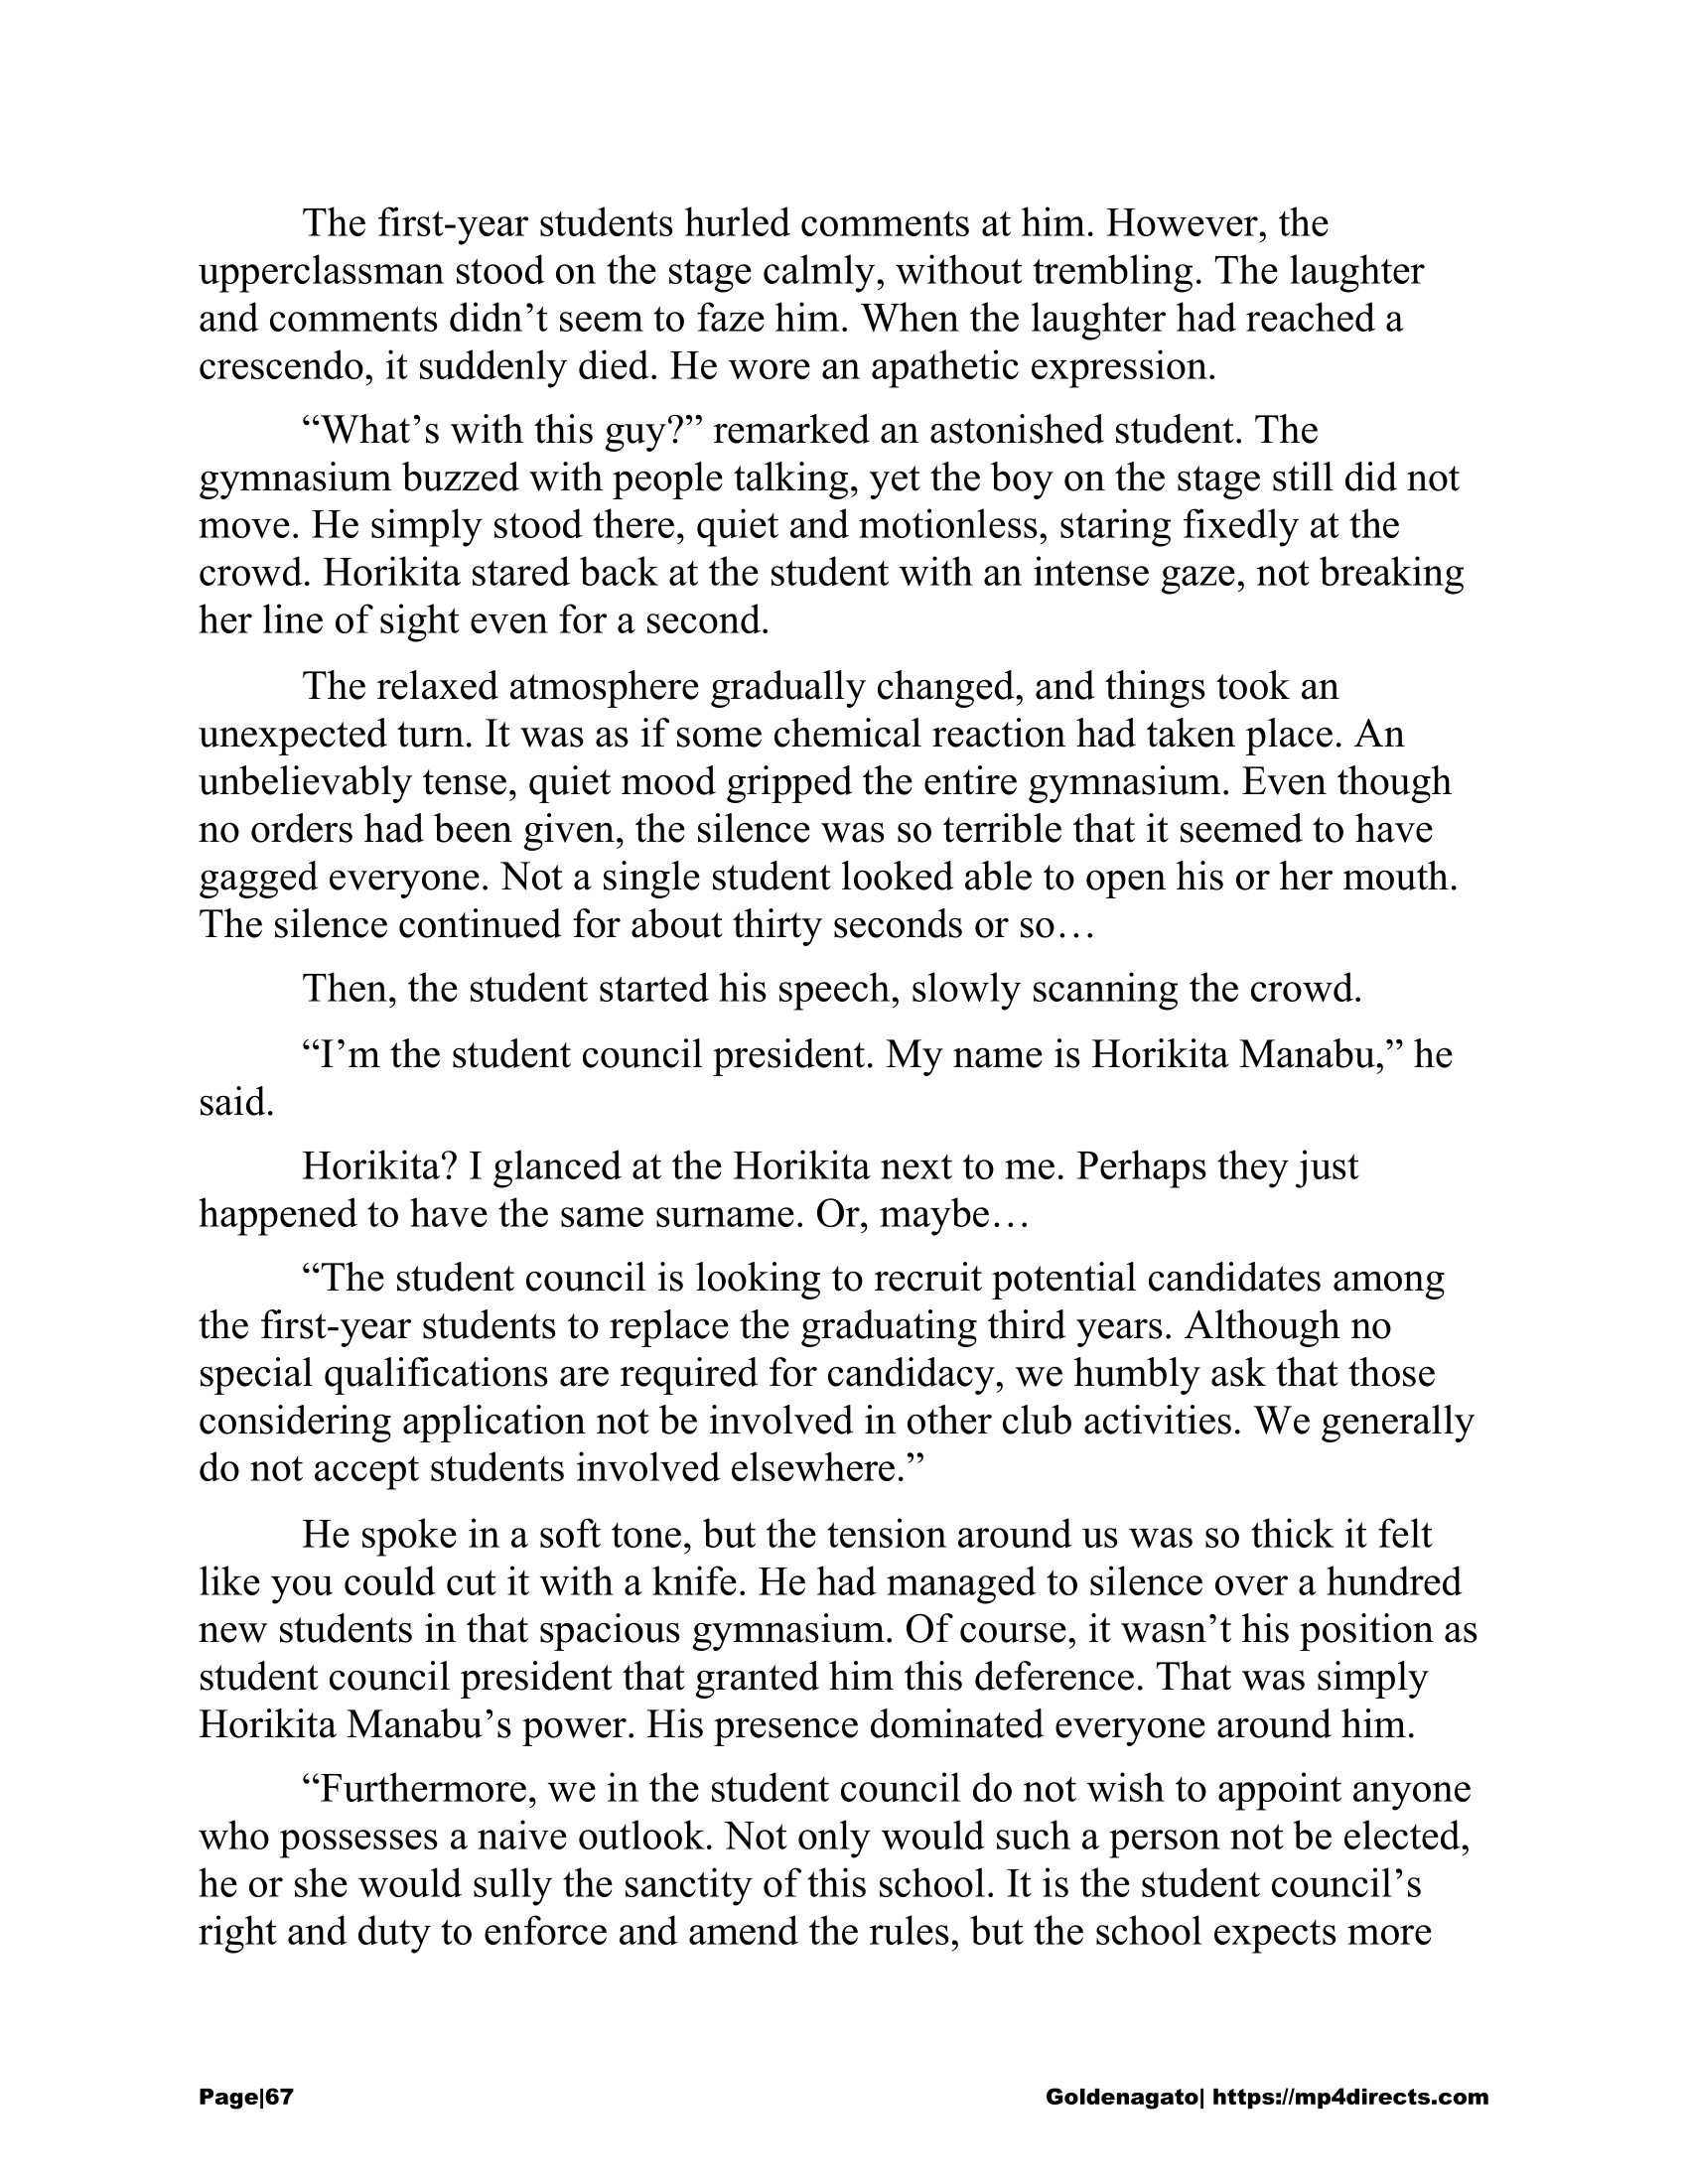 The first-year students hurled comments at him. However, the
upperclassman stood on the stage calmly, without trembling. The laughter
and comments didn’t seem to faze him. When the laughter had reached a
crescendo, it suddenly died. He wore an apathetic expression.
“What’s with this guy?” remarked an astonished student. The
gymnasium buzzed with people talking, yet the boy on the stage still did not
move. He simply stood there, quiet and motionless, staring fixedly at the
crowd. Horikita stared back at the student with an intense gaze, not breaking
her line of sight even for a second.
The relaxed atmosphere gradually changed, and things took an
unexpected turn. It was as if some chemical reaction had taken place. An
unbelievably tense, quiet mood gripped the entire gymnasium. Even though
no orders had been given, the silence was so terrible that it seemed to have
gagged everyone. Not a single student looked able to open his or her mouth.
The silence continued for about thirty seconds or so…
Then, the student started his speech, slowly scanning the crowd.
“I’m the student council president. My name is Horikita Manabu,” he
said.
Horikita? I glanced at the Horikita next to me. Perhaps they just
happened to have the same surname. Or, maybe…
“The student council is looking to recruit potential candidates among
the first-year students to replace the graduating third years. Although no
special qualifications are required for candidacy, we humbly ask that those
considering application not be involved in other club activities. We generally
do not accept students involved elsewhere.”
He spoke in a soft tone, but the tension around us was so thick it felt
like you could cut it with a knife. He had managed to silence over a hundred
new students in that spacious gymnasium. Of course, it wasn’t his position as
student council president that granted him this deference. That was simply
Horikita Manabu’s power. His presence dominated everyone around him.
“Furthermore, we in the student council do not wish to appoint anyone
who possesses a naive outlook. Not only would such a person not be elected,
he or she would sully the sanctity of this school. It is the student council’s
right and duty to enforce and amend the rules, but the school expects more
Page|67 Goldenagato| https://mp4directs.com